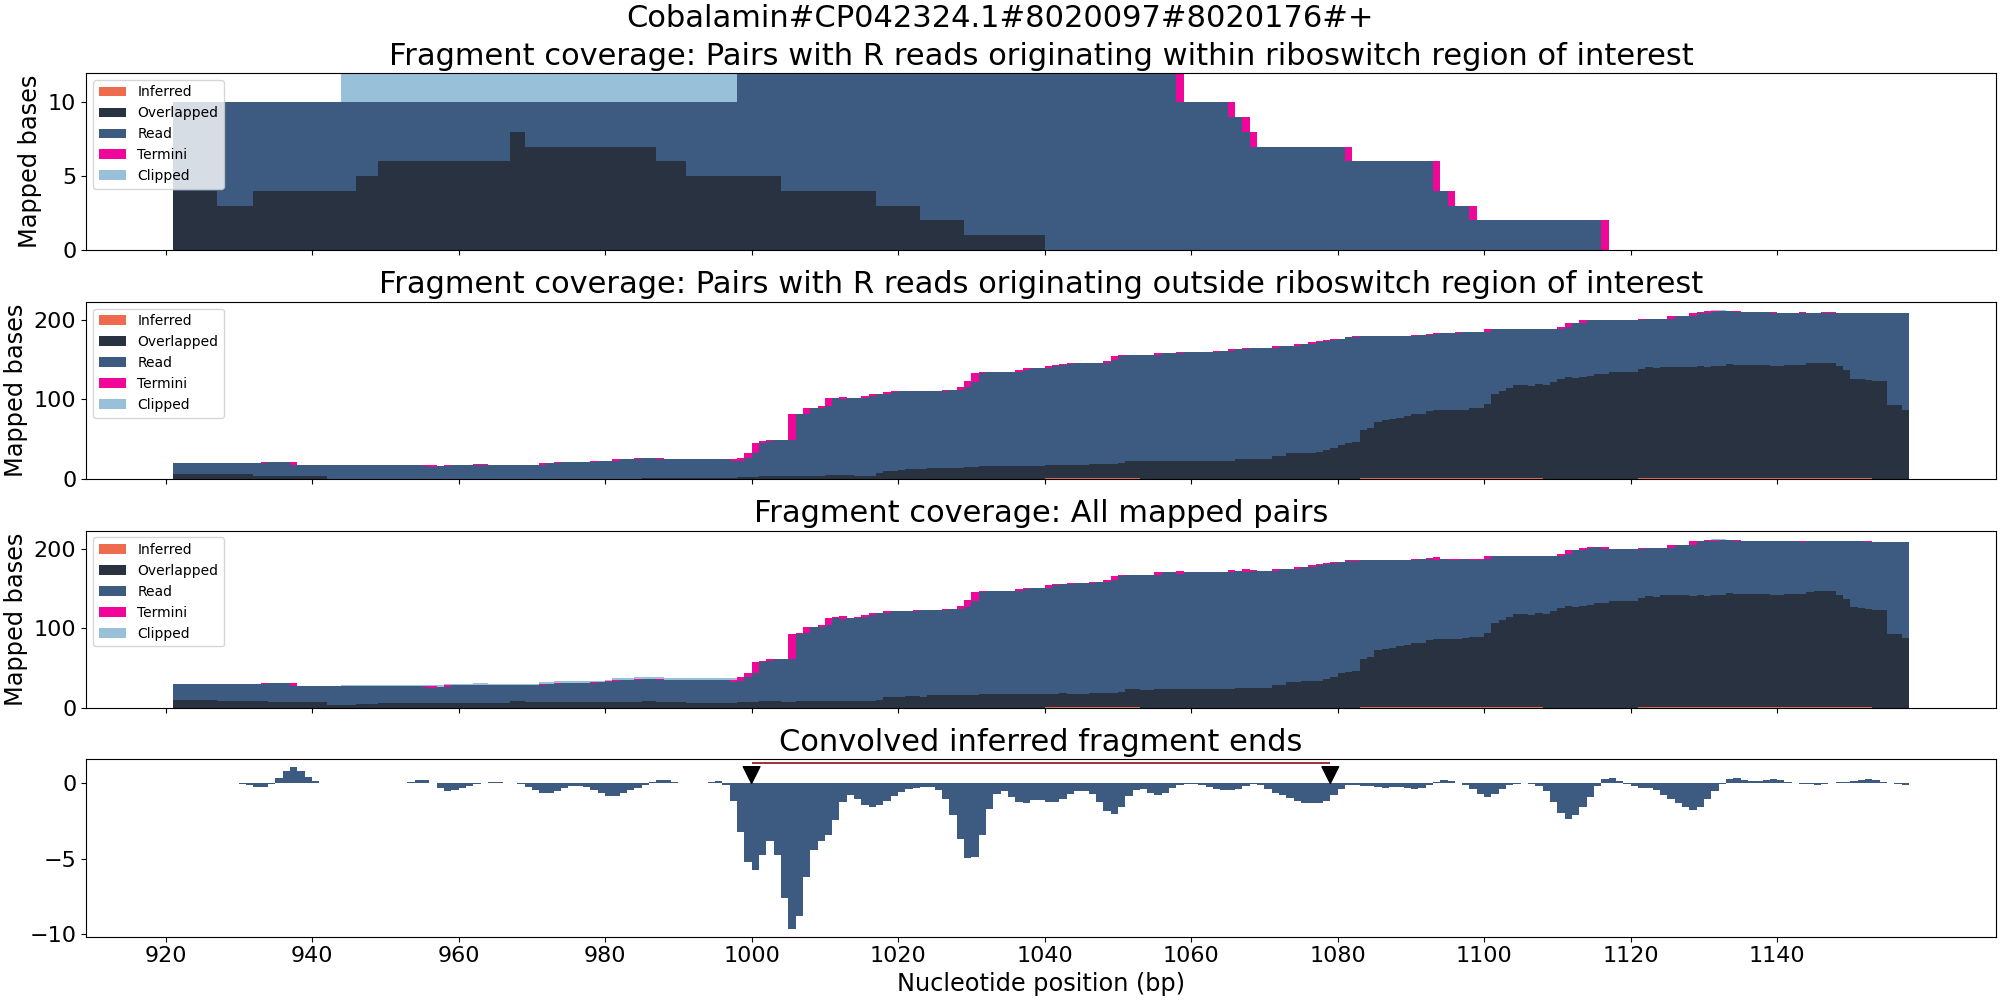 Cobalamin#CP042324.1#8020097#8020176#+
Fragment coverage: Pairs with R reads originating within riboswitch region of interest
Mapped bases
10
5
0
Inferred
Overlapped
Read
Termini
Clipped
Fragment coverage: Pairs with R reads originating outside riboswitch region of interest
Mapped bases
200
100
0
Inferred
Overlapped
Read
Termini
Clipped
Fragment coverage: All mapped pairs
Mapped bases
200
100
0
Inferred
Overlapped
Read
Termini
Clipped
Convolved inferred fragment ends
0
−5
−10
920 940 960 980 1000 1020 1040 1060 1080 1100 1120 1140
Nucleotide position (bp)